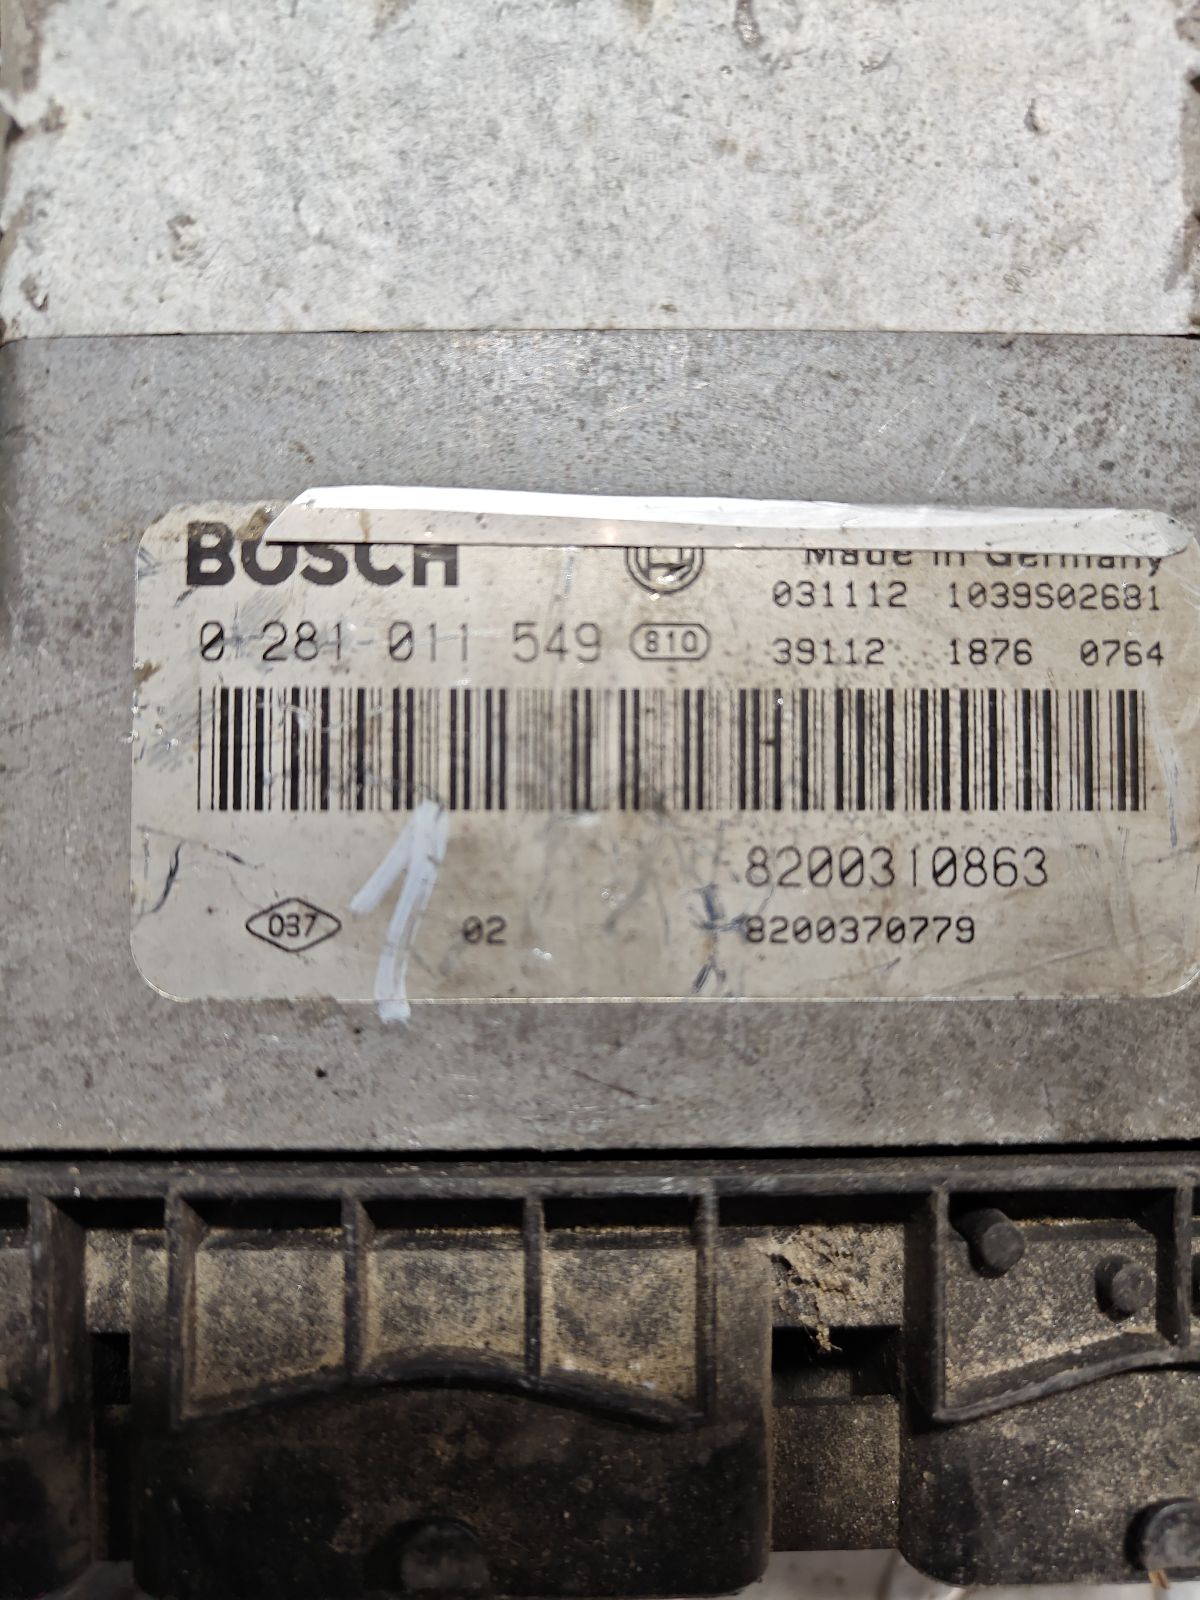 BOSCH
Made in Germany
031112 1039S02681
0 281 011 549 810
39112 1876 0764
8200310863
037 02 8200370779
1